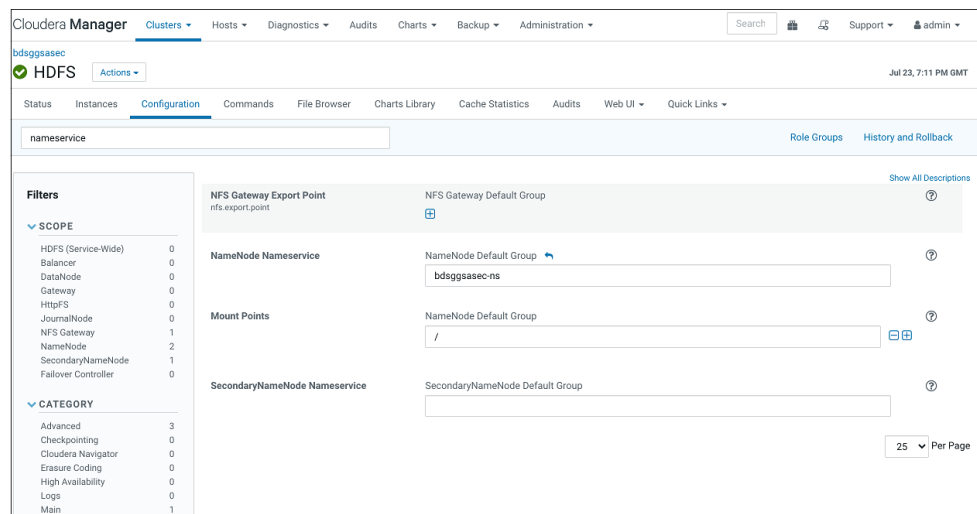 Cloudera Manager Clusters Hosts Diagnostics Audits Charts Backup Administration Search Support admin
bdsggsasec
HDFS Actions Jul 23, 7:11 PM GMT
Status Instances Configuration Commands File Browser Charts Library Cache Statistics Audits Web UI Quick Links
nameservice Role Groups History and Rollback
Show All Descriptions
Filters
SCOPE
HDFS (Service-Wide) 0
Balancer 0
DataNode 0
Gateway 0
HttpFS 0
JournalNode 0
NFS Gateway 1
NameNode 2
SecondaryNameNode 1
Failover Controller 0
CATEGORY
Advanced 3
Checkpointing 0
Cloudera Navigator 0
Erasure Coding 0
High Availability 0
Logs 0
Main 1
NFS Gateway Export Point NFS Gateway Default Group
nfs.export.point
NameNode Nameservice NameNode Default Group
bdsggsasec-ns
Mount Points NameNode Default Group
/
SecondaryNameNode Nameservice SecondaryNameNode Default Group
25 Per Page